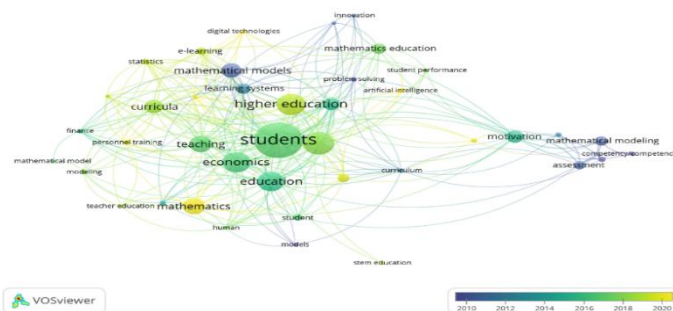 innovation
digital technologies
e-learning
mathematics education
statistics
mathematical models
student performance
problem solving
learning systems
artificial intelligence
curricula
higher education
finance
students
motivation
personnel training
teaching
mathematical modeling
economics
competency/competenc
mathematical model
assessment
modeling
curriculum
education
teacher education
mathematics
student
human
models
stem education
VOSviewer
2010 2012 2014 2016 2018 2020